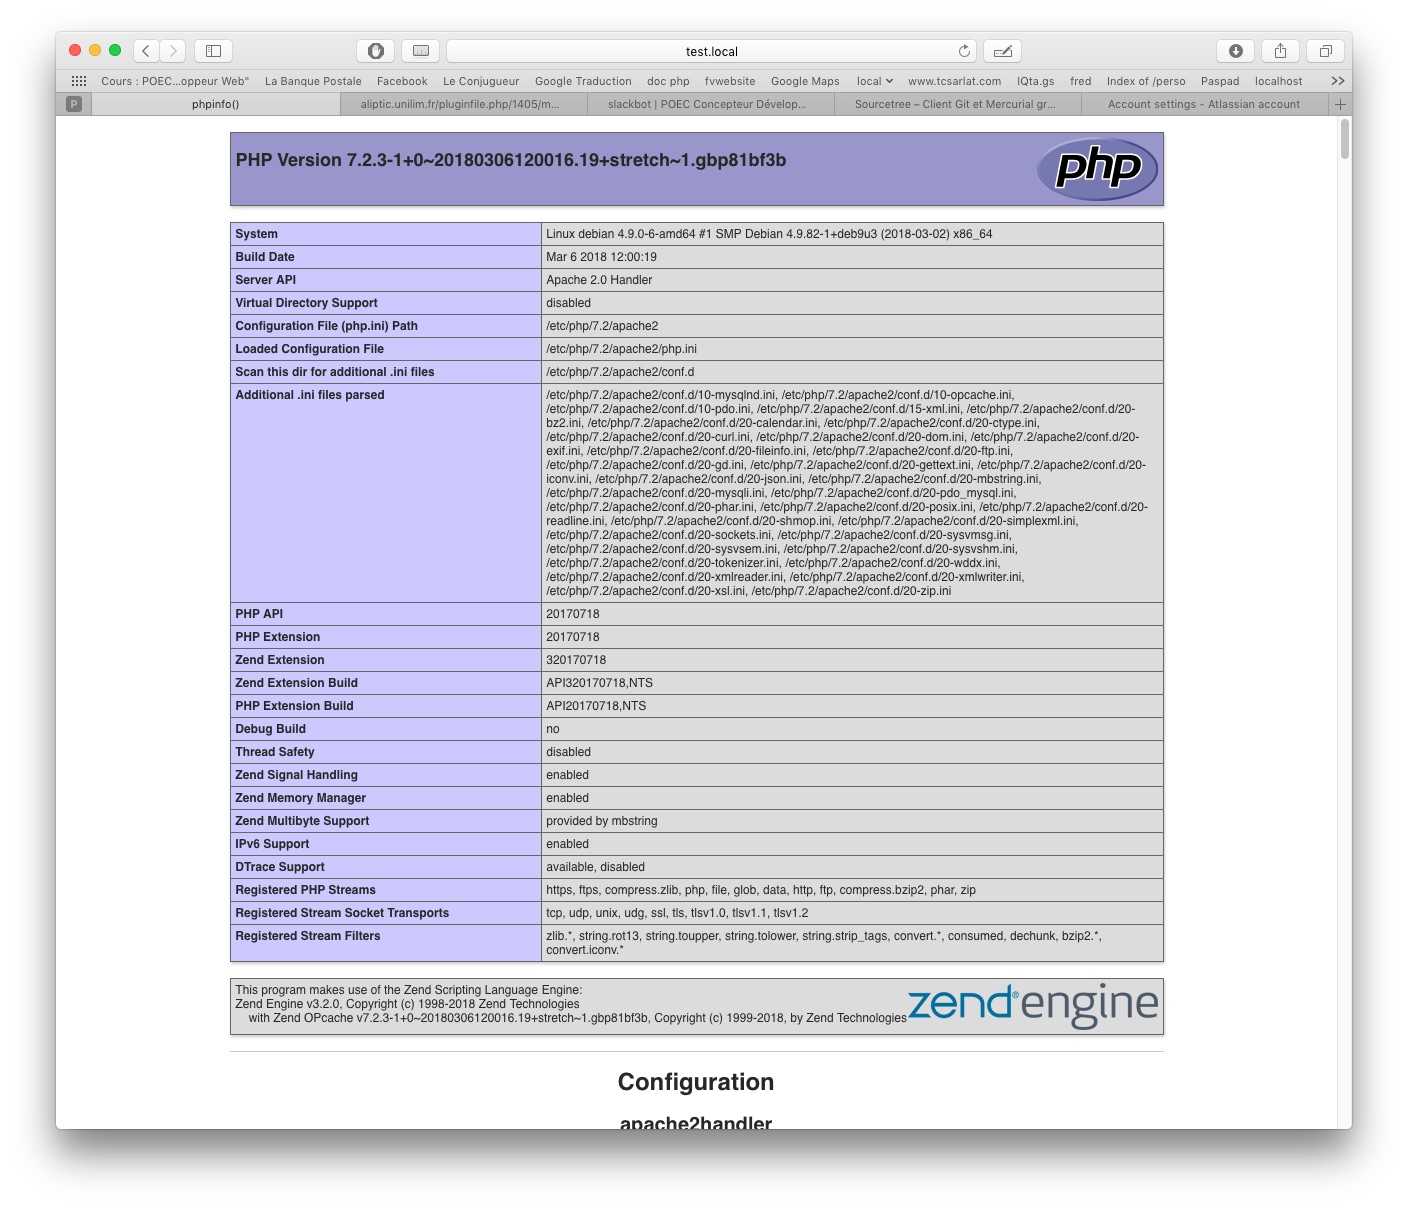 test.local
Cours : POEC...oppeur Web" La Banque Postale Facebook Le Conjugueur Google Traduction doc php fvwebsite Google Maps local www.tcsarlat.com IQta.gs fred Index of /perso Paspad localhost >>
P phpinfo() aliptic.unilim.fr/pluginfile.php/1405/m... slackbot | POEC Concepteur Dévelop... Sourcetree – Client Git et Mercurial gr... Account settings - Atlassian account +
PHP Version 7.2.3-1+0~20180306120016.19+stretch~1.gbp81bf3b php
System Linux debian 4.9.0-6-amd64 #1 SMP Debian 4.9.82-1+deb9u3 (2018-03-02) x86_64
Build Date Mar 6 2018 12:00:19
Server API Apache 2.0 Handler
Virtual Directory Support disabled
Configuration File (php.ini) Path /etc/php/7.2/apache2
Loaded Configuration File /etc/php/7.2/apache2/php.ini
Scan this dir for additional .ini files /etc/php/7.2/apache2/conf.d
Additional .ini files parsed /etc/php/7.2/apache2/conf.d/10-mysqlnd.ini, /etc/php/7.2/apache2/conf.d/10-opcache.ini,
/etc/php/7.2/apache2/conf.d/10-pdo.ini, /etc/php/7.2/apache2/conf.d/15-xml.ini, /etc/php/7.2/apache2/conf.d/20-
bz2.ini, /etc/php/7.2/apache2/conf.d/20-calendar.ini, /etc/php/7.2/apache2/conf.d/20-ctype.ini,
/etc/php/7.2/apache2/conf.d/20-curl.ini, /etc/php/7.2/apache2/conf.d/20-dom.ini, /etc/php/7.2/apache2/conf.d/20-
exif.ini, /etc/php/7.2/apache2/conf.d/20-fileinfo.ini, /etc/php/7.2/apache2/conf.d/20-ftp.ini,
/etc/php/7.2/apache2/conf.d/20-gd.ini, /etc/php/7.2/apache2/conf.d/20-gettext.ini, /etc/php/7.2/apache2/conf.d/20-
iconv.ini, /etc/php/7.2/apache2/conf.d/20-json.ini, /etc/php/7.2/apache2/conf.d/20-mbstring.ini,
/etc/php/7.2/apache2/conf.d/20-mysqli.ini, /etc/php/7.2/apache2/conf.d/20-pdo_mysql.ini,
/etc/php/7.2/apache2/conf.d/20-phar.ini, /etc/php/7.2/apache2/conf.d/20-posix.ini, /etc/php/7.2/apache2/conf.d/20-
readline.ini, /etc/php/7.2/apache2/conf.d/20-shmop.ini, /etc/php/7.2/apache2/conf.d/20-simplexml.ini,
/etc/php/7.2/apache2/conf.d/20-sockets.ini, /etc/php/7.2/apache2/conf.d/20-sysvmsg.ini,
/etc/php/7.2/apache2/conf.d/20-sysvsem.ini, /etc/php/7.2/apache2/conf.d/20-sysvshm.ini,
/etc/php/7.2/apache2/conf.d/20-tokenizer.ini, /etc/php/7.2/apache2/conf.d/20-wddx.ini,
/etc/php/7.2/apache2/conf.d/20-xmlreader.ini, /etc/php/7.2/apache2/conf.d/20-xmlwriter.ini,
/etc/php/7.2/apache2/conf.d/20-xsl.ini, /etc/php/7.2/apache2/conf.d/20-zip.ini
PHP API 20170718
PHP Extension 20170718
Zend Extension 320170718
Zend Extension Build API320170718,NTS
PHP Extension Build API20170718,NTS
Debug Build no
Thread Safety disabled
Zend Signal Handling enabled
Zend Memory Manager enabled
Zend Multibyte Support provided by mbstring
IPv6 Support enabled
DTrace Support available, disabled
Registered PHP Streams https, ftps, compress.zlib, php, file, glob, data, http, ftp, compress.bzip2, phar, zip
Registered Stream Socket Transports tcp, udp, unix, udg, ssl, tls, tlsv1.0, tlsv1.1, tlsv1.2
Registered Stream Filters zlib.*, string.rot13, string.toupper, string.tolower, string.strip_tags, convert.*, consumed, dechunk, bzip2.*,
convert.iconv.*
This program makes use of the Zend Scripting Language Engine:
Zend Engine v3.2.0, Copyright (c) 1998-2018 Zend Technologies
with Zend OPcache v7.2.3-1+0~20180306120016.19+stretch~1.gbp81bf3b, Copyright (c) 1999-2018, by Zend Technologies
zend® engine
Configuration
apache2handler